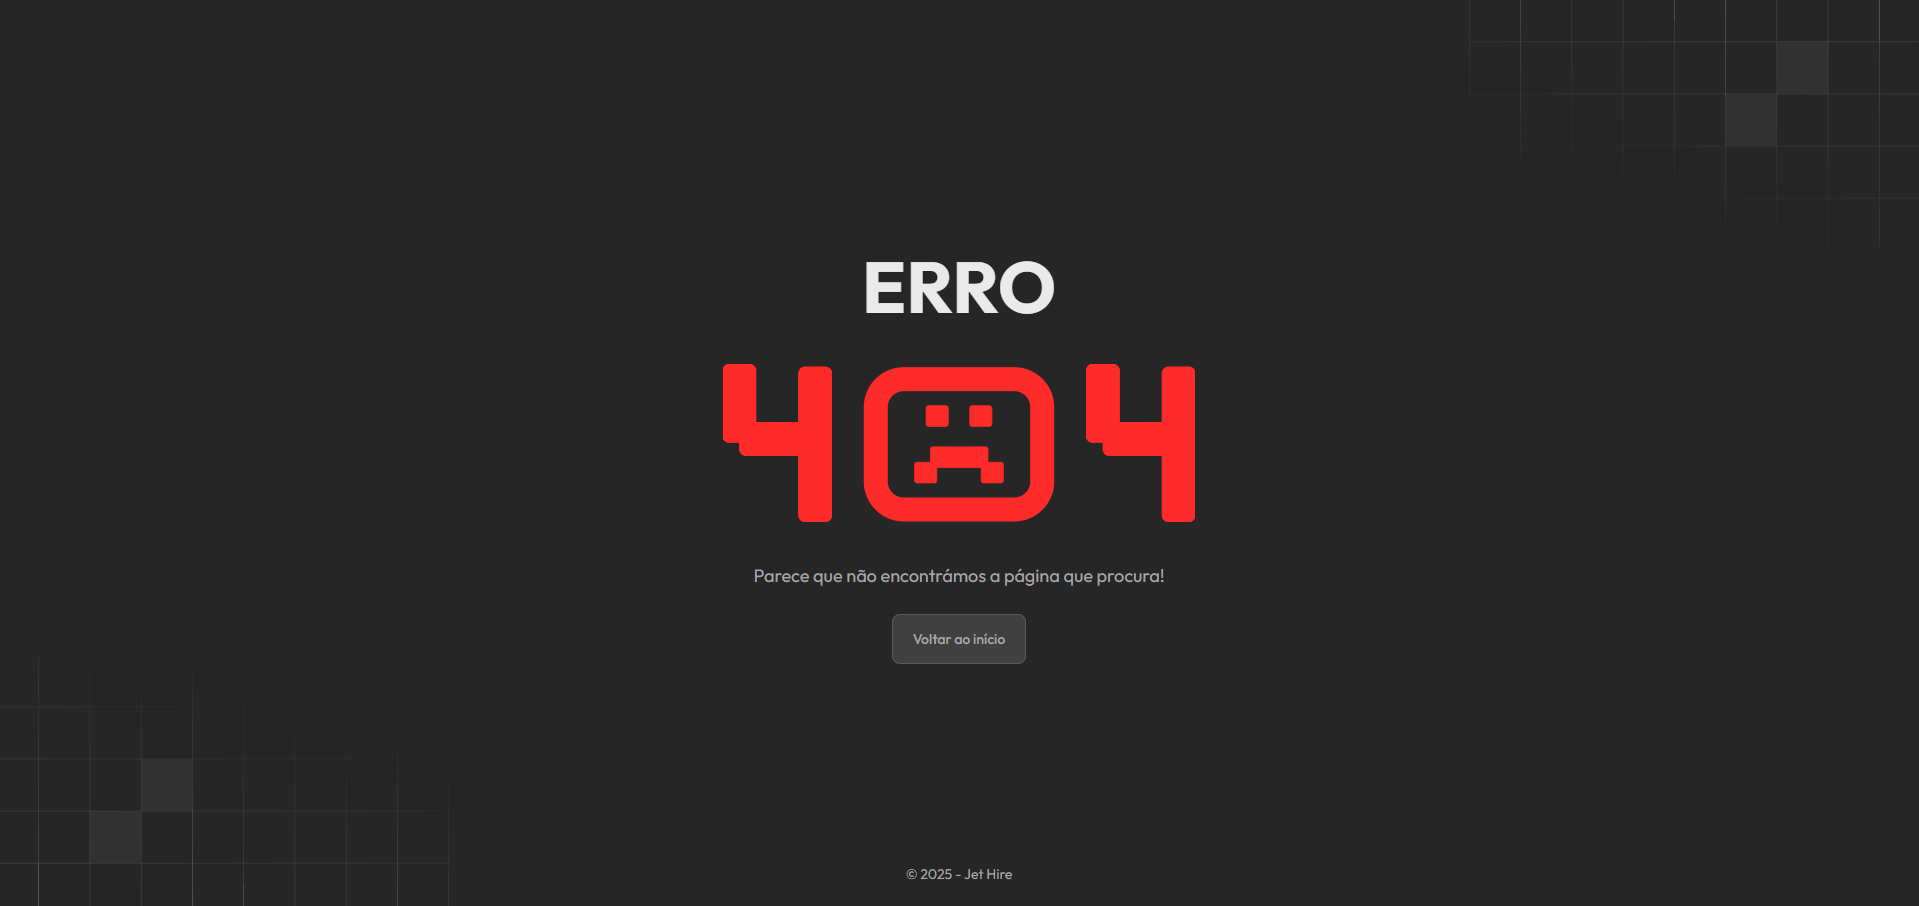 ERRO
404
Parece que não encontrámos a página que procura!
Voltar ao início
© 2025 - Jet Hire